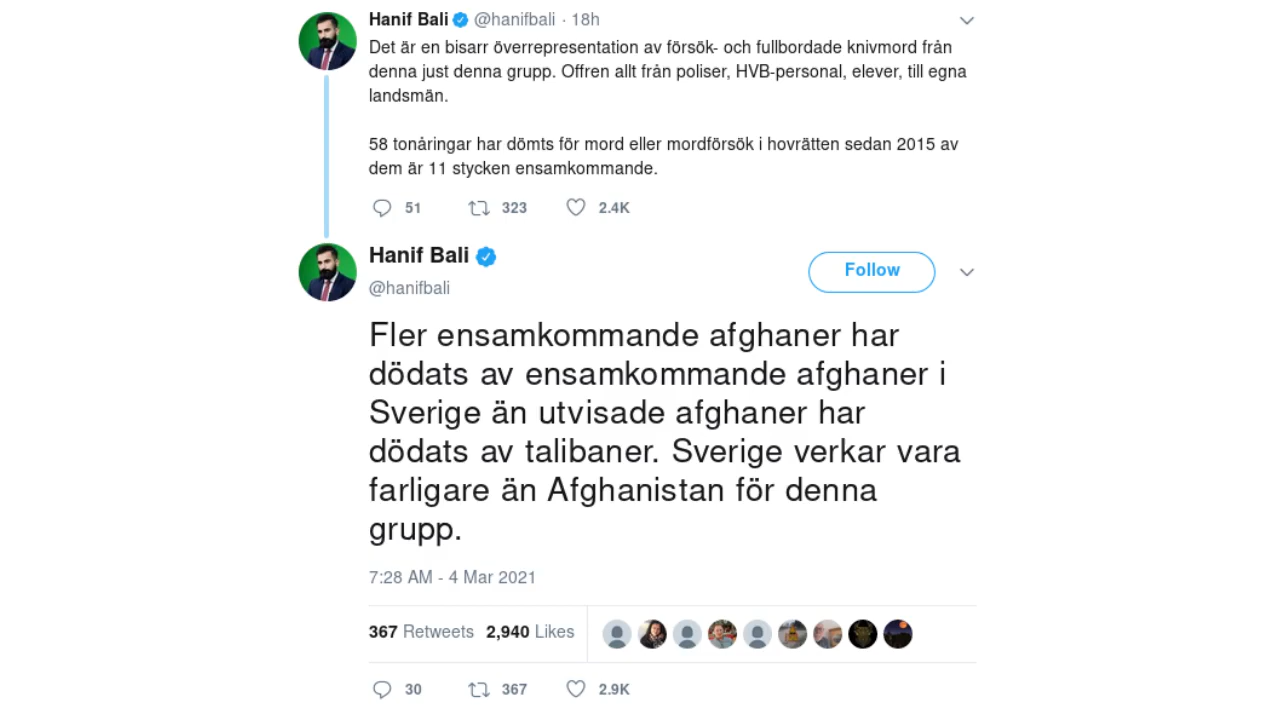 Hanif Bali @hanifbali · 18h
Det är en bisarr överrepresentation av försök- och fullbordade knivmord från
denna just denna grupp. Offren allt från poliser, HVB-personal, elever, till egna
landsmän.
58 tonåringar har dömts för mord eller mordförsök i hovrätten sedan 2015 av
dem är 11 stycken ensamkommande.
51 323 2.4K
Hanif Bali
@hanifbali
Follow
Fler ensamkommande afghaner har
dödats av ensamkommande afghaner i
Sverige än utvisade afghaner har
dödats av talibaner. Sverige verkar vara
farligare än Afghanistan för denna
grupp.
7:28 AM - 4 Mar 2021
367 Retweets 2,940 Likes
30 367 2.9K